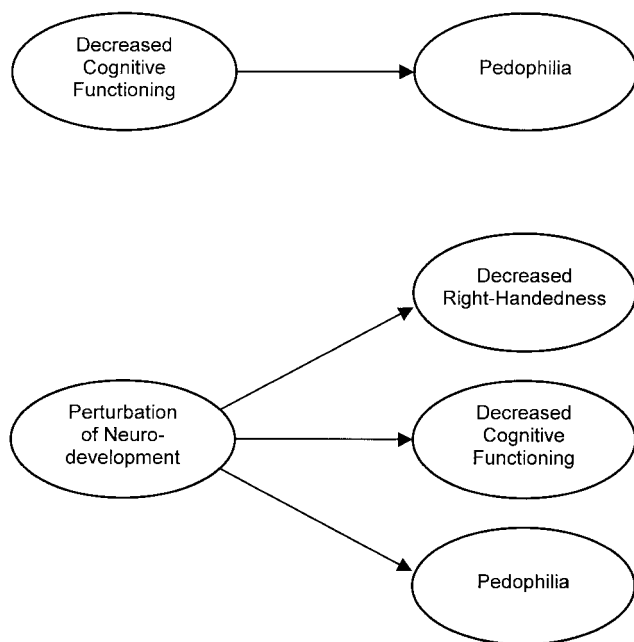 Decreased
Cognitive
Functioning
Pedophilia
Decreased
Right-Handedness
Perturbation
of Neuro-
development
Decreased
Cognitive
Functioning
Pedophilia